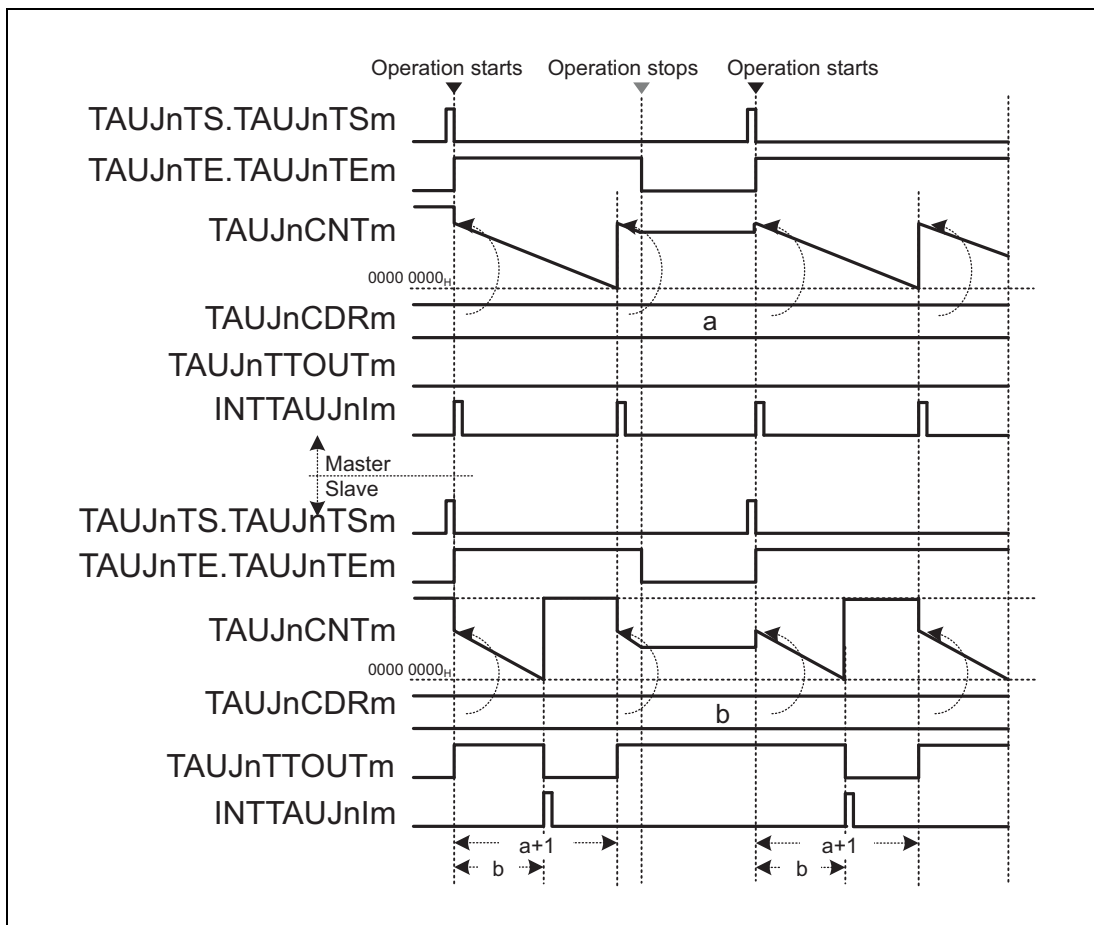 Operation starts Operation stops Operation starts
TAUJnTS.TAUJnTSm
TAUJnTE.TAUJnTEm
TAUJnCNTm
0000 0000H
TAUJnCDRm
a
TAUJnTTOUTm
INTTAUJnIm
Master
Slave
TAUJnTS.TAUJnTSm
TAUJnTE.TAUJnTEm
TAUJnCNTm
0000 0000H
TAUJnCDRm
b
TAUJnTTOUTm
INTTAUJnIm
a+1 a+1
b b